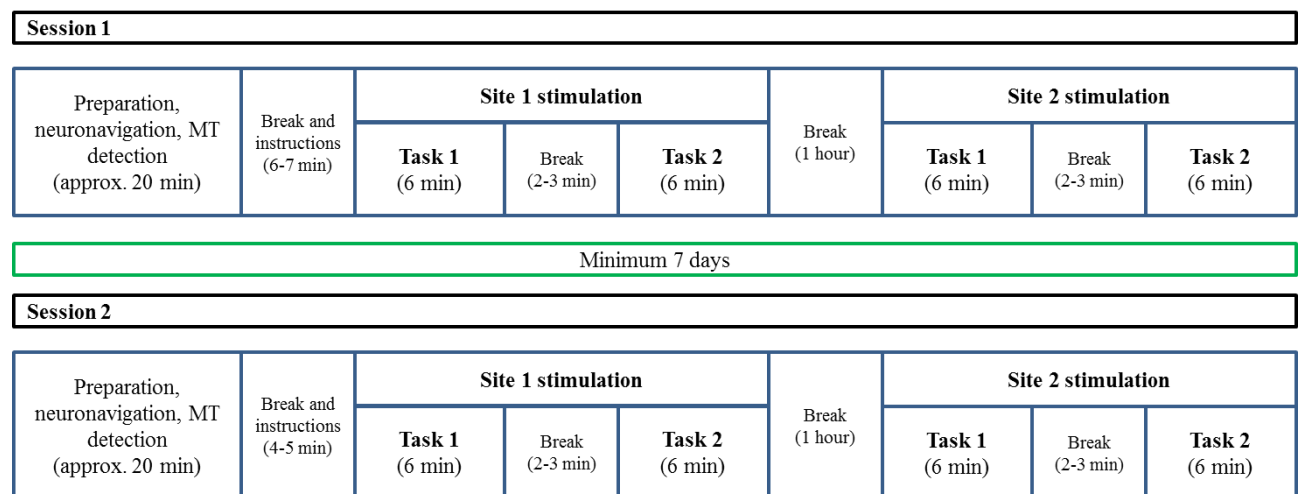 Session 1
Preparation,
neuronavigation, MT
detection
(approx. 20 min)
Break and
instructions
(6-7 min)
Site 1 stimulation
Task 1
(6 min)
Break
(2-3 min)
Task 2
(6 min)
Break
(1 hour)
Site 2 stimulation
Task 1
(6 min)
Break
(2-3 min)
Task 2
(6 min)
Minimum 7 days
Session 2
Preparation,
neuronavigation, MT
detection
(approx. 20 min)
Break and
instructions
(4-5 min)
Site 1 stimulation
Task 1
(6 min)
Break
(2-3 min)
Task 2
(6 min)
Break
(1 hour)
Site 2 stimulation
Task 1
(6 min)
Break
(2-3 min)
Task 2
(6 min)